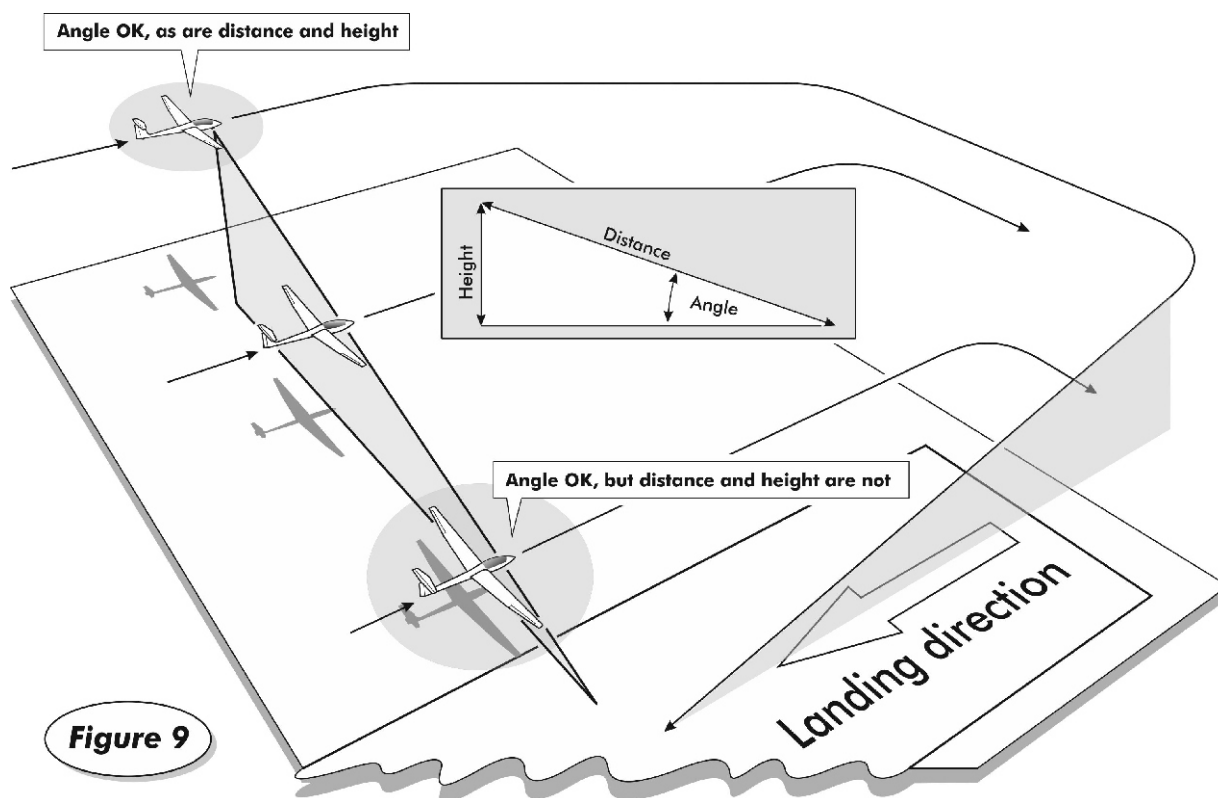 Angle OK, as are distance and height
Height
Distance
Angle
Angle OK, but distance and height are not
Landing direction
Figure 9